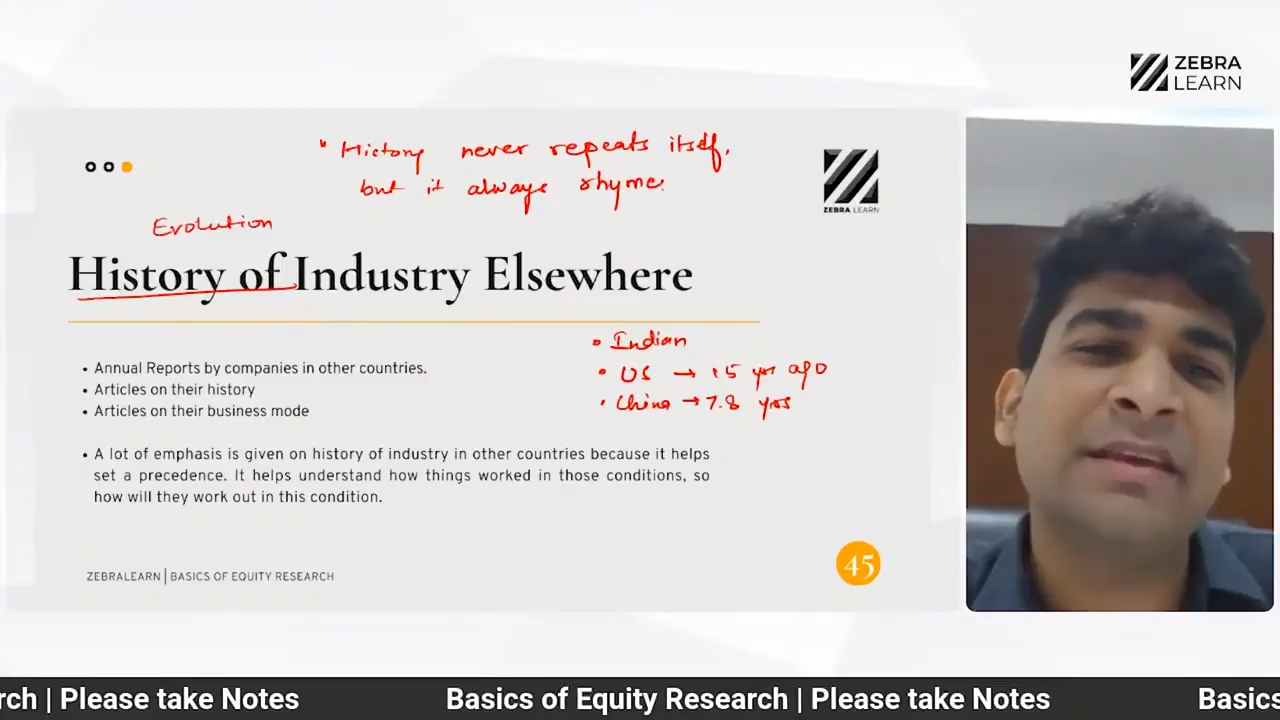 ZEBRA
LEARN
"History never repeats itself,
but it always rhyme.
ZEBRA LEARN
Evolution
History of Industry Elsewhere
• Indian
• Annual Reports by companies in other countries.
• US → 15 yrs ago
• Articles on their history
• China → 7.8 yrs
• Articles on their business mode
• A lot of emphasis is given on history of industry in other countries because it helps
set a precedence. It helps understand how things worked in those conditions, so
how will they work out in this condition.
45
ZEBRALEARN | BASICS OF EQUITY RESEARCH
rch | Please take Notes Basics of Equity Research | Please take Notes Basics